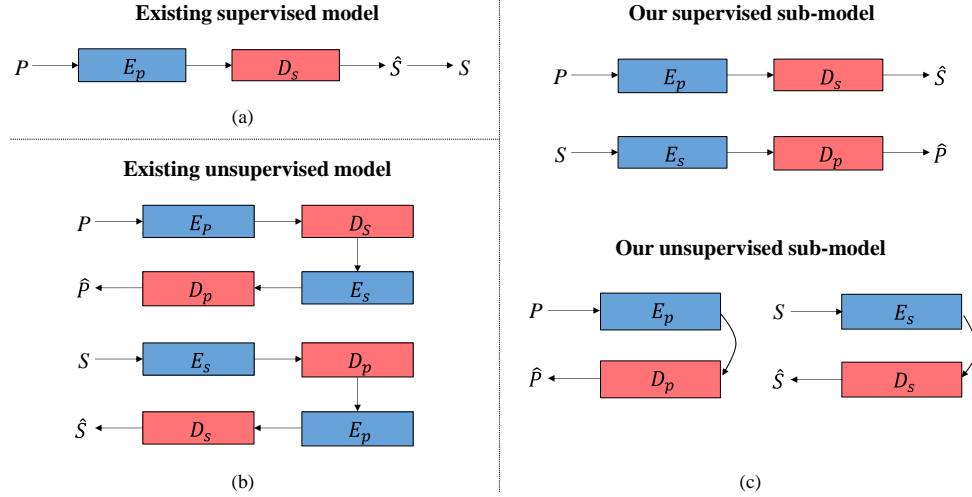 Existing supervised model
P E_p D_s Ŝ S
(a)
Existing unsupervised model
P E_P D_S
P̂ D_p E_s
S E_s D_p
Ŝ D_s E_p
(b)
Our supervised sub-model
P E_p D_s Ŝ
S E_s D_p P̂
Our unsupervised sub-model
P E_p S E_s
P̂ D_p Ŝ D_s
(c)